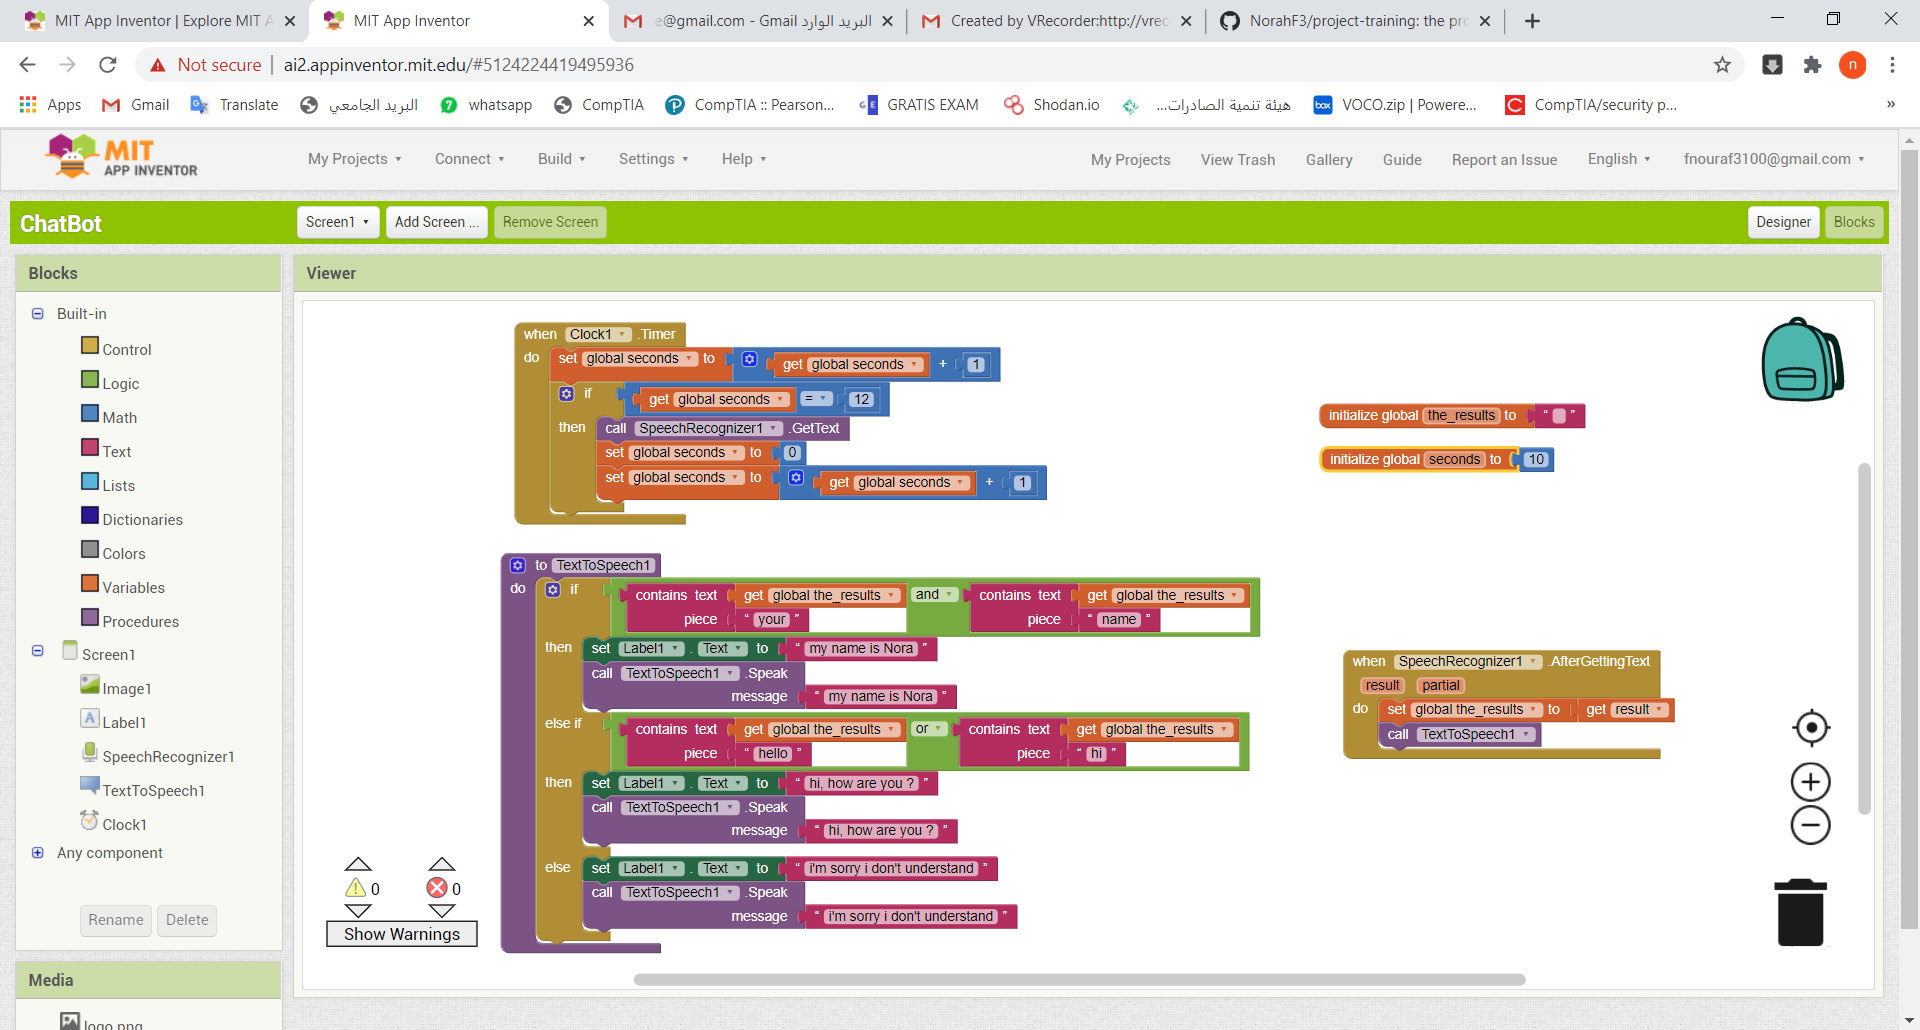 MIT App Inventor | Explore MIT A
MIT App Inventor
e@gmail.com - Gmail البريد الوارد
Created by VRecorder:http://vrec
NorahF3/project-training: the pro
Not secure | ai2.appinventor.mit.edu/#5124224419495936
n
Apps
Gmail
Translate
البريد الجامعي
whatsapp
CompTIA
CompTIA :: Pearson...
GRATIS EXAM
Shodan.io
هيئة تنمية الصادرات...
box VOCO.zip | Powere...
CompTIA/security p...
»
MIT
APP INVENTOR
My Projects
Connect
Build
Settings
Help
My Projects
View Trash
Gallery
Guide
Report an Issue
English
fnouraf3100@gmail.com
ChatBot
Screen1
Add Screen ...
Remove Screen
Designer
Blocks
Blocks
Viewer
Built-in
Control
Logic
Math
Text
Lists
Dictionaries
Colors
Variables
Procedures
Screen1
Image1
Label1
SpeechRecognizer1
TextToSpeech1
Clock1
Any component
Rename
Delete
Media
logo.png
when Clock1 .Timer
do set global seconds to get global seconds + 1
if get global seconds = 12
then call SpeechRecognizer1 .GetText
set global seconds to 0
set global seconds to get global seconds + 1
initialize global the_results to “ ”
initialize global seconds to 10
to TextToSpeech1
do if contains text get global the_results and contains text get global the_results
piece “ your ” piece “ name ”
then set Label1 . Text to “ my name is Nora ”
call TextToSpeech1 .Speak
message “ my name is Nora ”
else if contains text get global the_results or contains text get global the_results
piece “ hello ” piece “ hi ”
then set Label1 . Text to “ hi, how are you ? ”
call TextToSpeech1 .Speak
message “ hi, how are you ? ”
else set Label1 . Text to “ i'm sorry i don't understand ”
call TextToSpeech1 .Speak
message “ i'm sorry i don't understand ”
when SpeechRecognizer1 .AfterGettingText
result partial
do set global the_results to get result
call TextToSpeech1
0 0
Show Warnings